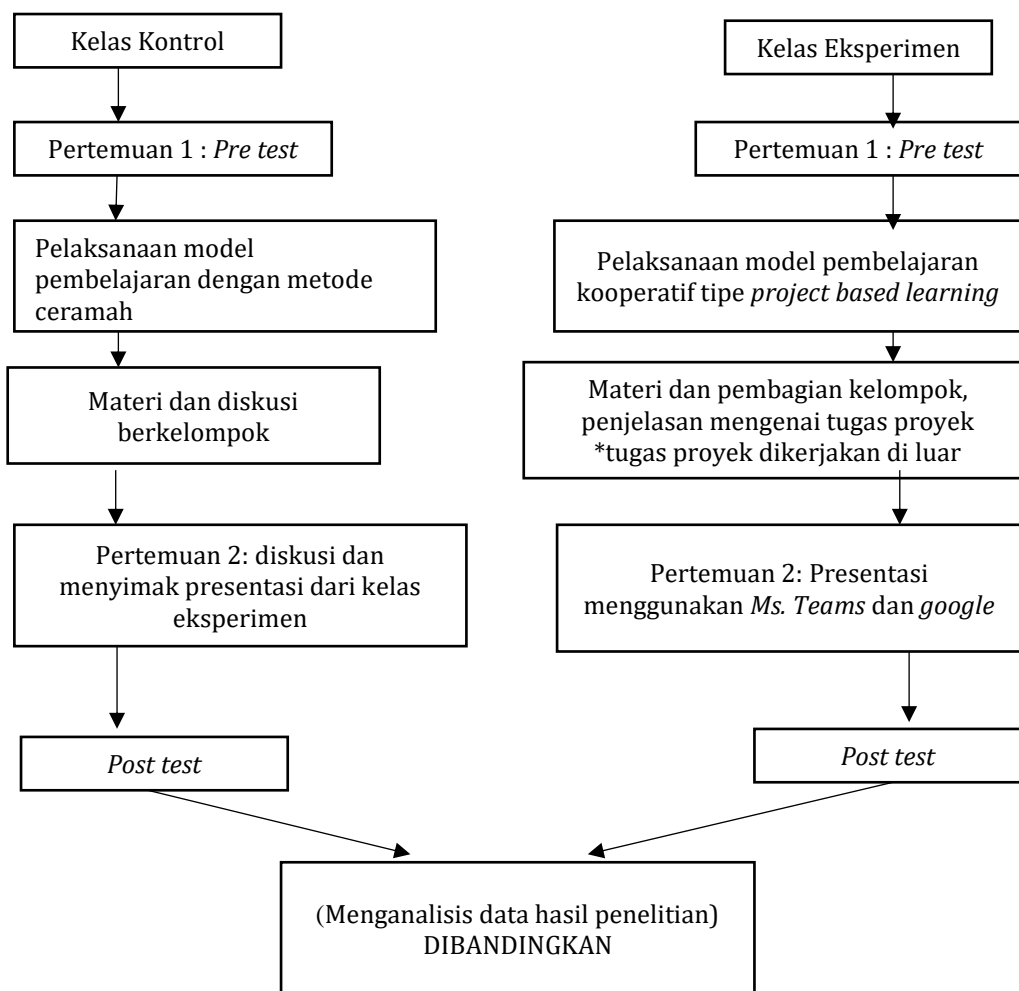 Kelas Kontrol
Kelas Eksperimen
Pertemuan 1 : Pre test
Pertemuan 1 : Pre test
Pelaksanaan model
pembelajaran dengan metode
ceramah
Pelaksanaan model pembelajaran
kooperatif tipe project based learning
Materi dan diskusi
berkelompok
Materi dan pembagian kelompok,
penjelasan mengenai tugas proyek
*tugas proyek dikerjakan di luar
Pertemuan 2: diskusi dan
menyimak presentasi dari kelas
eksperimen
Pertemuan 2: Presentasi
menggunakan Ms. Teams dan google
Post test
Post test
(Menganalisis data hasil penelitian)
DIBANDINGKAN